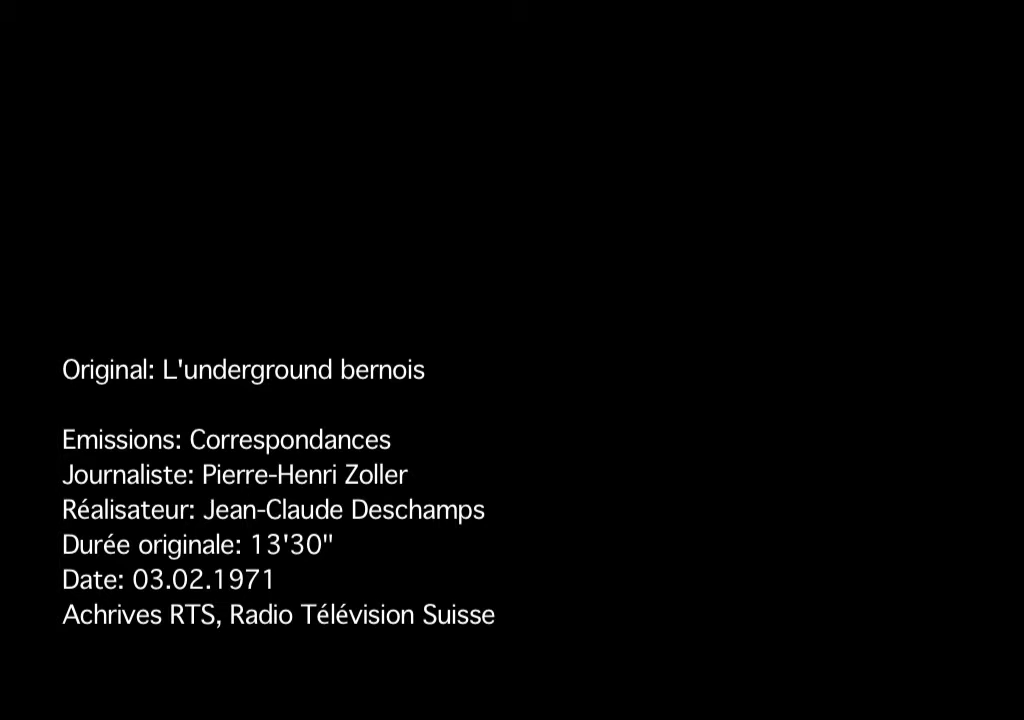 Original: L'underground bernois
Emissions: Correspondances
Journaliste: Pierre-Henri Zoller
Réalisateur: Jean-Claude Deschamps
Durée originale: 13'30"
Date: 03.02.1971
Achrives RTS, Radio Télévision Suisse